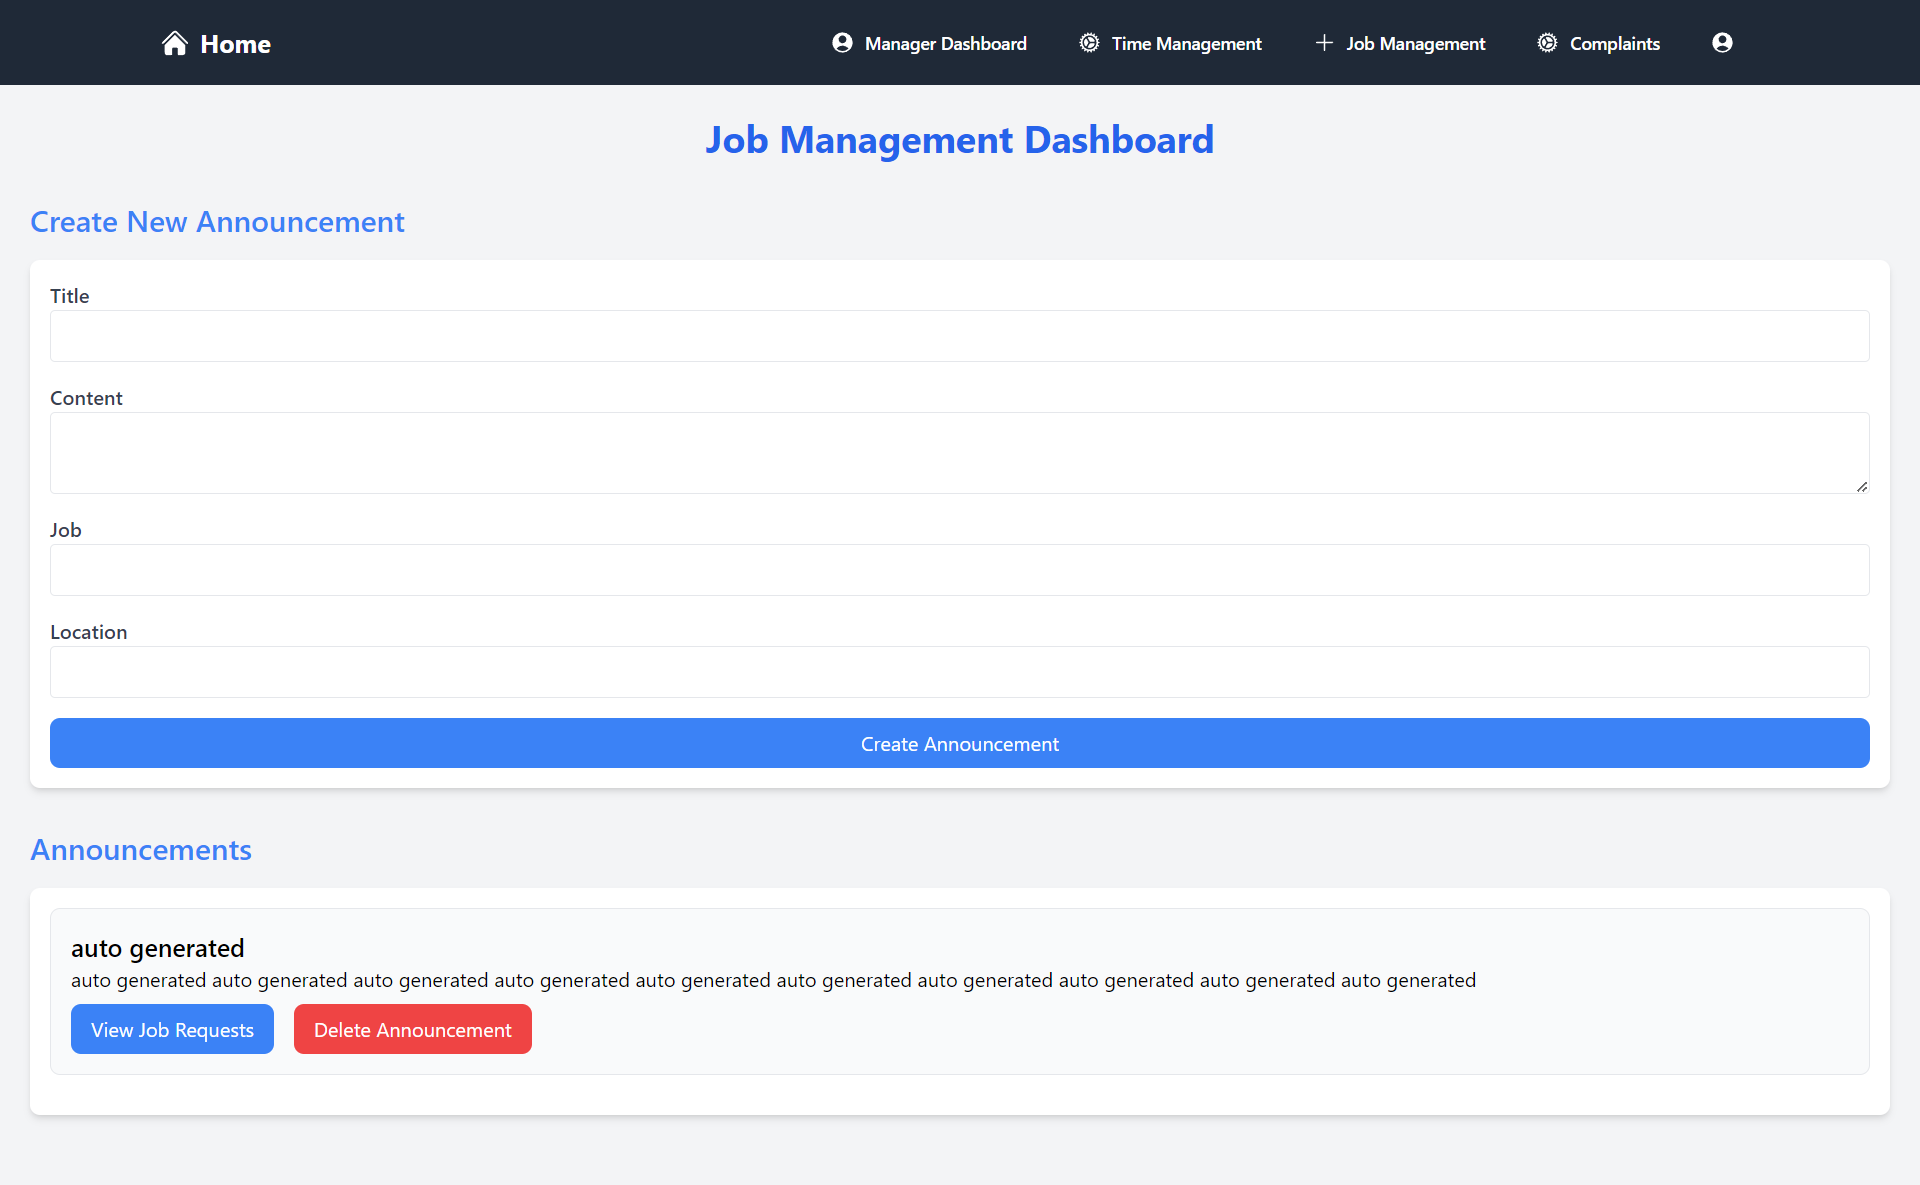 Home Manager Dashboard Time Management Job Management Complaints
Job Management Dashboard
Create New Announcement
Title
Content
Job
Location
Create Announcement
Announcements
auto generated
auto generated auto generated auto generated auto generated auto generated auto generated auto generated auto generated auto generated auto generated
View Job Requests Delete Announcement